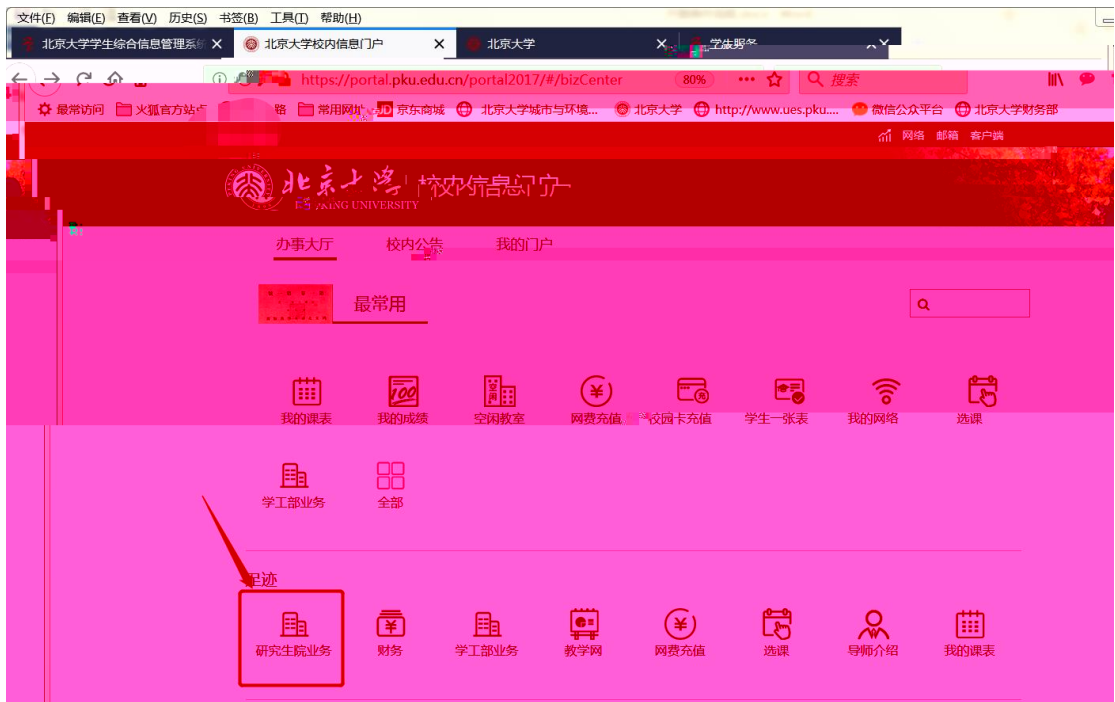 文件(F) 编辑(E) 查看(V) 历史(S) 书签(B) 工具(T) 帮助(H)
北京大学学生综合信息管理系统 北京大学校内信息门户 北京大学
https://portal.pku.edu.cn/portal2017/#/bizCenter 80% 搜索
最常访问 火狐官方站点 常用网址 京东商城 北京大学城市与环境... 北京大学 http://www.ues.pku.... 微信公众平台 北京大学财务部
网络 邮箱 客户端
北京大学 校内信息门户
UNIVERSITY
办事大厅 校内公告 我的门户
最常用
我的课表 我的成绩 空闲教室 网费充值 校园卡充值 学生一张表 我的网络 选课
学工部业务 全部
足迹
研究生院业务 财务 学工部业务 教学网 网费充值 选课 导师介绍 我的课表